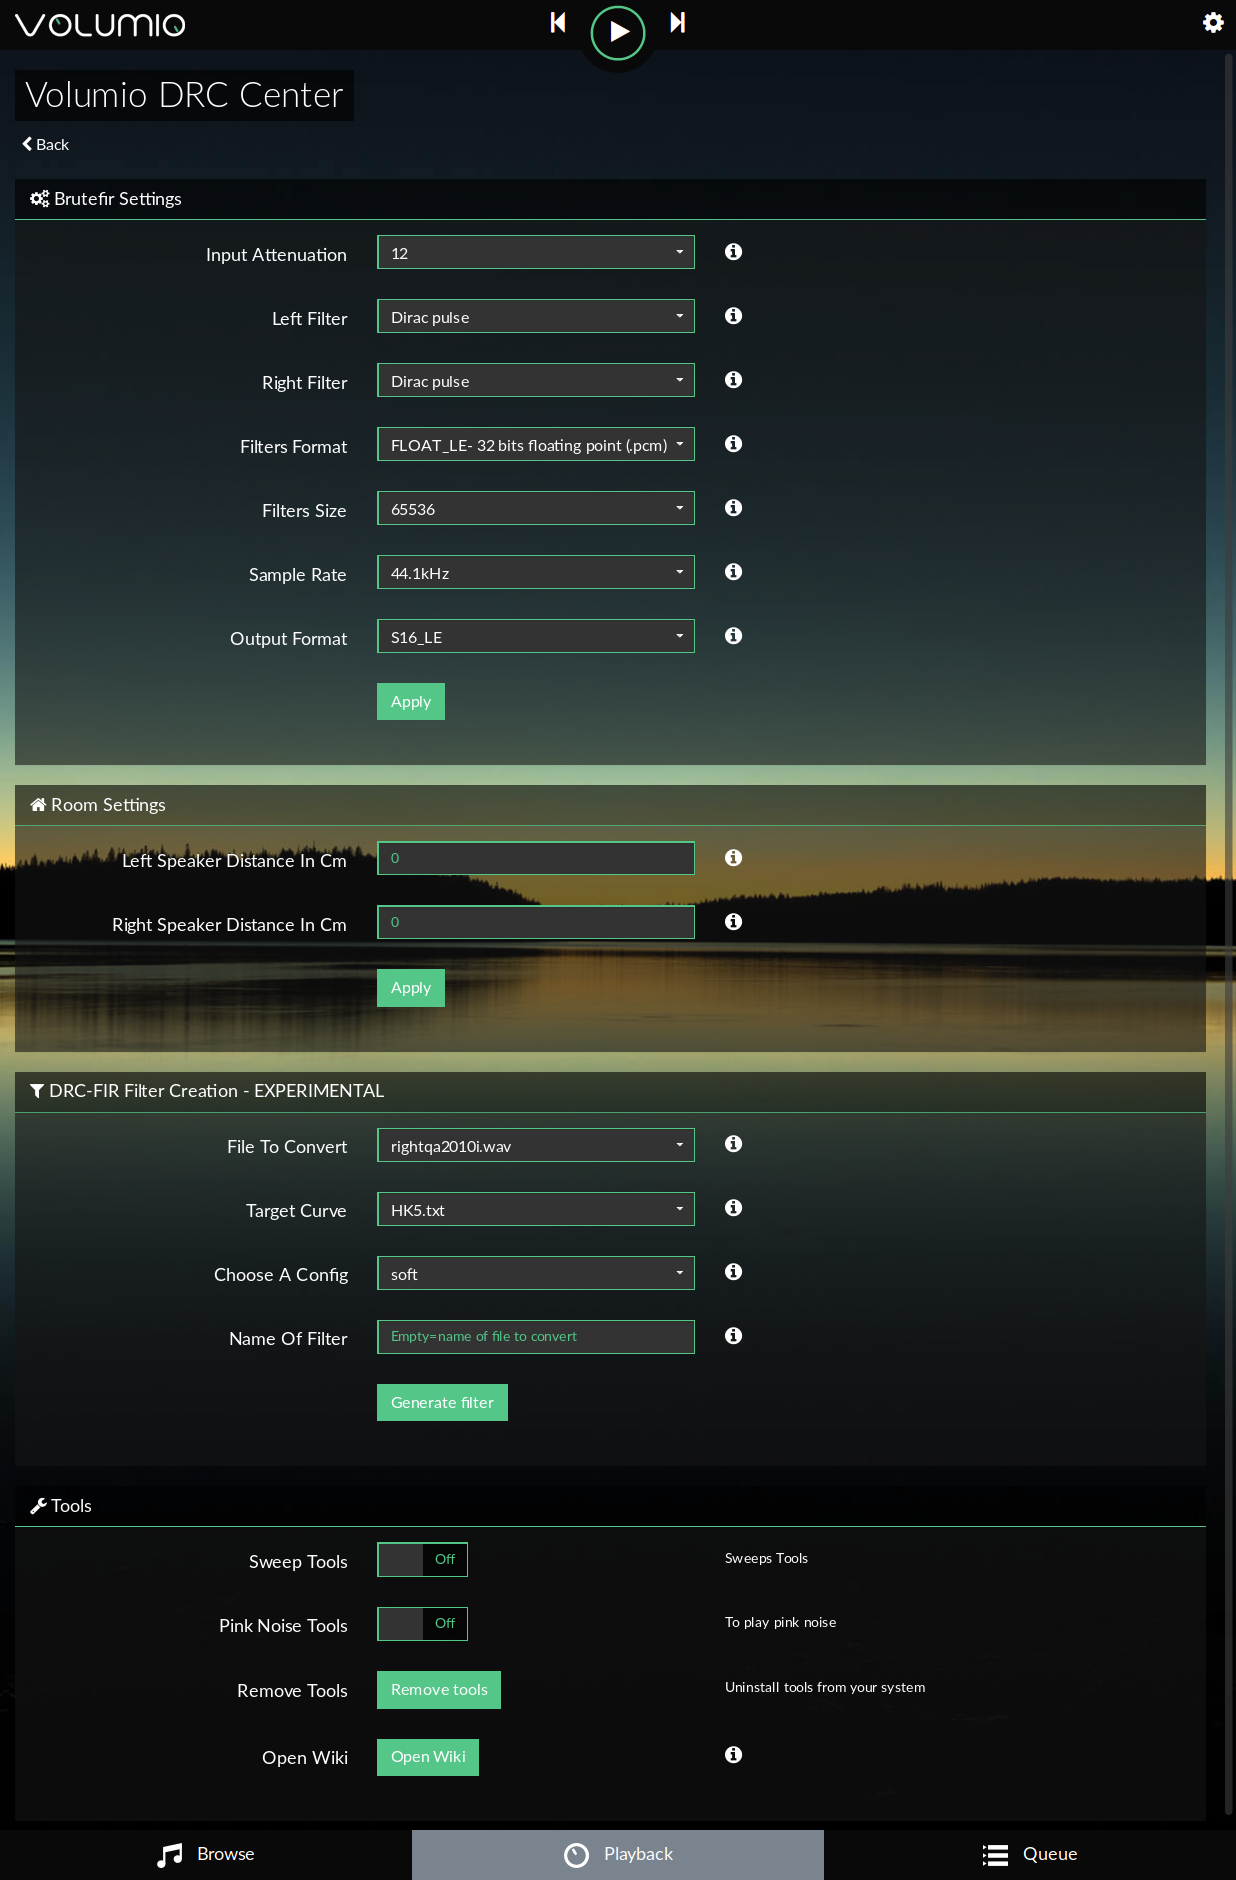 VOLUMIO
Volumio DRC Center
Back
Brutefir Settings
Input Attenuation 12
Left Filter Dirac pulse
Right Filter Dirac pulse
Filters Format FLOAT_LE- 32 bits floating point (.pcm)
Filters Size 65536
Sample Rate 44.1kHz
Output Format S16_LE
Apply
Room Settings
Left Speaker Distance In Cm 0
Right Speaker Distance In Cm 0
Apply
DRC-FIR Filter Creation - EXPERIMENTAL
File To Convert rightqa2010i.wav
Target Curve HK5.txt
Choose A Config soft
Name Of Filter Empty=name of file to convert
Generate filter
Tools
Sweep Tools Off Sweeps Tools
Pink Noise Tools Off To play pink noise
Remove Tools Remove tools Uninstall tools from your system
Open Wiki Open Wiki
Browse Playback Queue